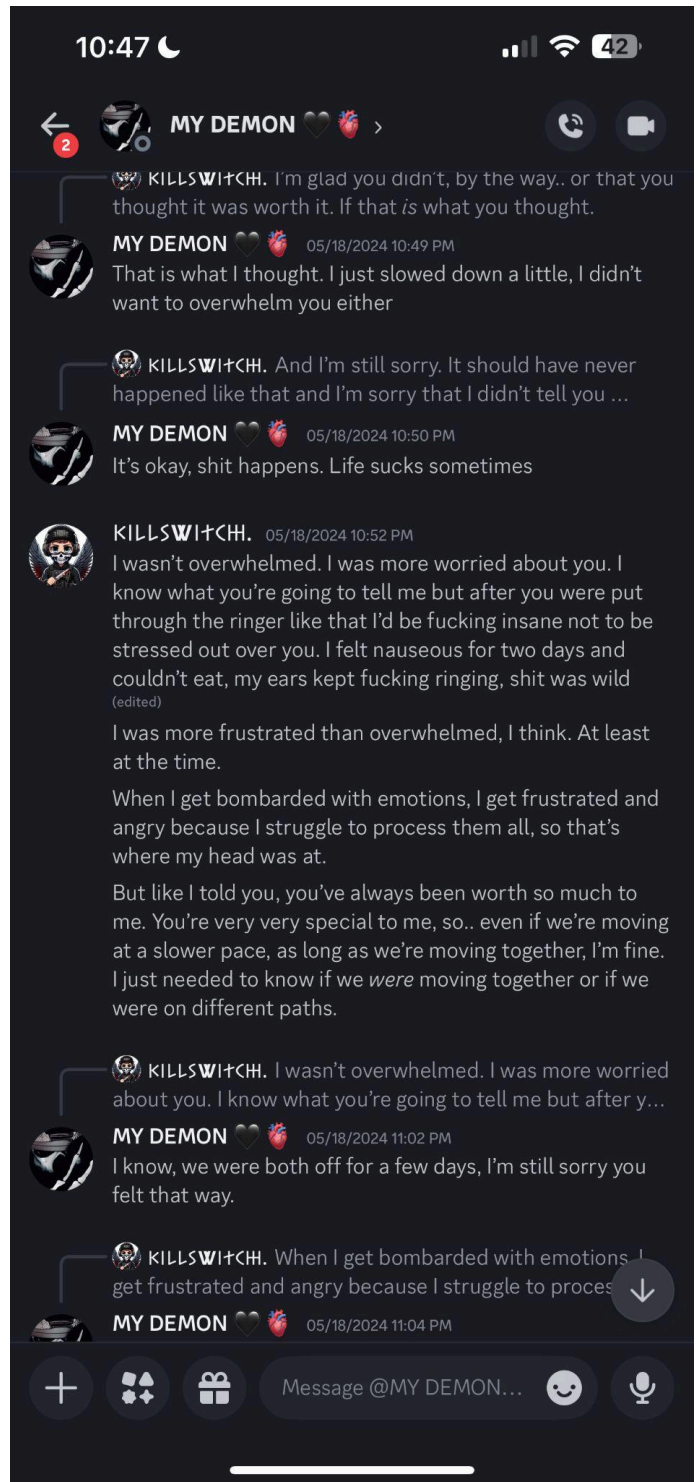 10:47
42
2
MY DEMON 🖤 🫀 >
KILLSWITCH. I'm glad you didn't, by the way.. or that you
thought it was worth it. If that is what you thought.
MY DEMON 🖤 🫀 05/18/2024 10:49 PM
That is what I thought. I just slowed down a little, I didn't
want to overwhelm you either
KILLSWITCH. And I'm still sorry. It should have never
happened like that and I'm sorry that I didn't tell you ...
MY DEMON 🖤 🫀 05/18/2024 10:50 PM
It's okay, shit happens. Life sucks sometimes
KILLSWITCH. 05/18/2024 10:52 PM
I wasn't overwhelmed. I was more worried about you. I
know what you're going to tell me but after you were put
through the ringer like that I'd be fucking insane not to be
stressed out over you. I felt nauseous for two days and
couldn't eat, my ears kept fucking ringing, shit was wild
(edited)
I was more frustrated than overwhelmed, I think. At least
at the time.
When I get bombarded with emotions, I get frustrated and
angry because I struggle to process them all, so that's
where my head was at.
But like I told you, you've always been worth so much to
me. You're very very special to me, so.. even if we're moving
at a slower pace, as long as we're moving together, I'm fine.
I just needed to know if we were moving together or if we
were on different paths.
KILLSWITCH. I wasn't overwhelmed. I was more worried
about you. I know what you're going to tell me but after y...
MY DEMON 🖤 🫀 05/18/2024 11:02 PM
I know, we were both off for a few days, I'm still sorry you
felt that way.
KILLSWITCH. When I get bombarded with emotions, I
get frustrated and angry because I struggle to proces
MY DEMON 🖤 🫀 05/18/2024 11:04 PM
Message @MY DEMON...